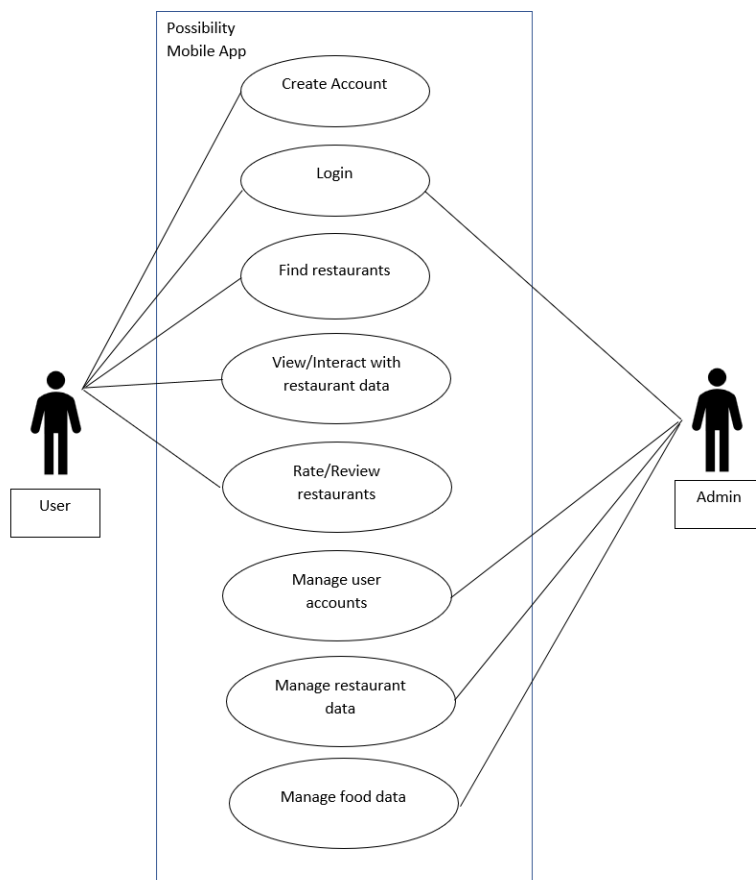 Possibility
Mobile App
Create Account
Login
Find restaurants
View/Interact with
restaurant data
Rate/Review
restaurants
User
Admin
Manage user
accounts
Manage restaurant
data
Manage food data